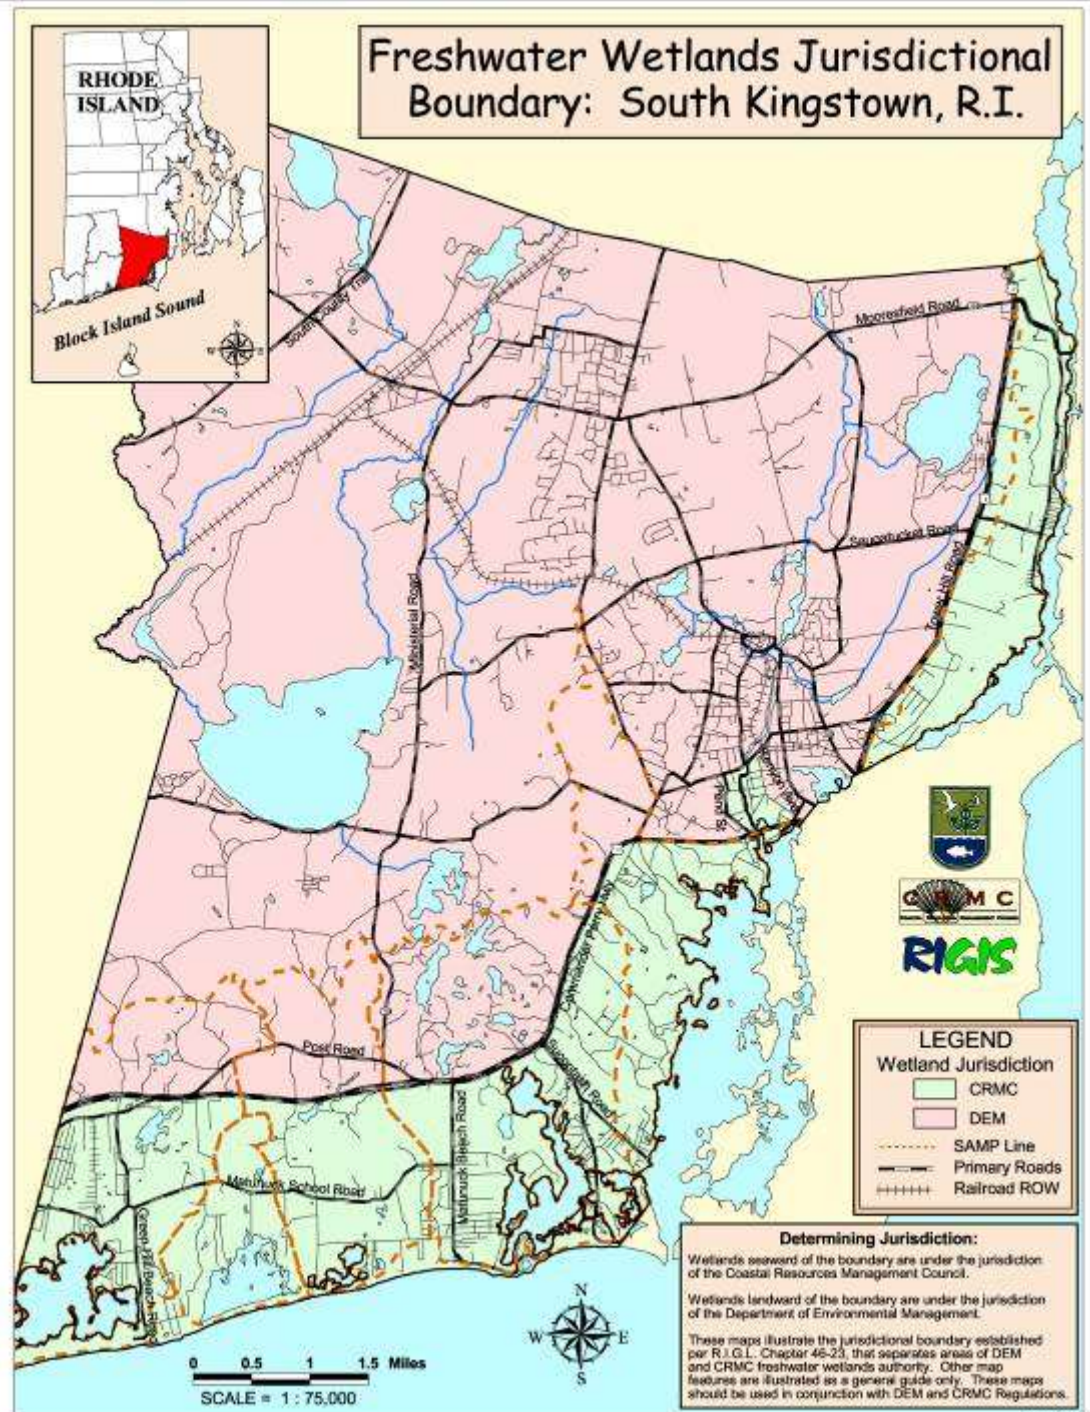 Freshwater Wetlands Jurisdictional
Boundary: South Kingstown, R.I.
RHODE
ISLAND
Block Island Sound
N
W E
S
South County Trail
Mooresfield Road
Saugatucket Road
Tower Hill Road
Ministerial Road
Pond St
Post Road
Matunuck School Road
Matunuck Beach Road
Green Hill Beach Road
CRMC
RIGIS
LEGEND
Wetland Jurisdiction
CRMC
DEM
SAMP Line
Primary Roads
Railroad ROW
Determining Jurisdiction:
Wetlands seaward of the boundary are under the jurisdiction
of the Coastal Resources Management Council.
Wetlands landward of the boundary are under the jurisdiction
of the Department of Environmental Management.
These maps illustrate the jurisdictional boundary established
per R.I.G.L. Chapter 46-23, that separates areas of DEM
and CRMC freshwater wetlands authority. Other map
features are illustrated as a general guide only. These maps
should be used in conjunction with DEM and CRMC Regulations.
N
W E
S
0 0.5 1 1.5 Miles
SCALE = 1 : 75,000